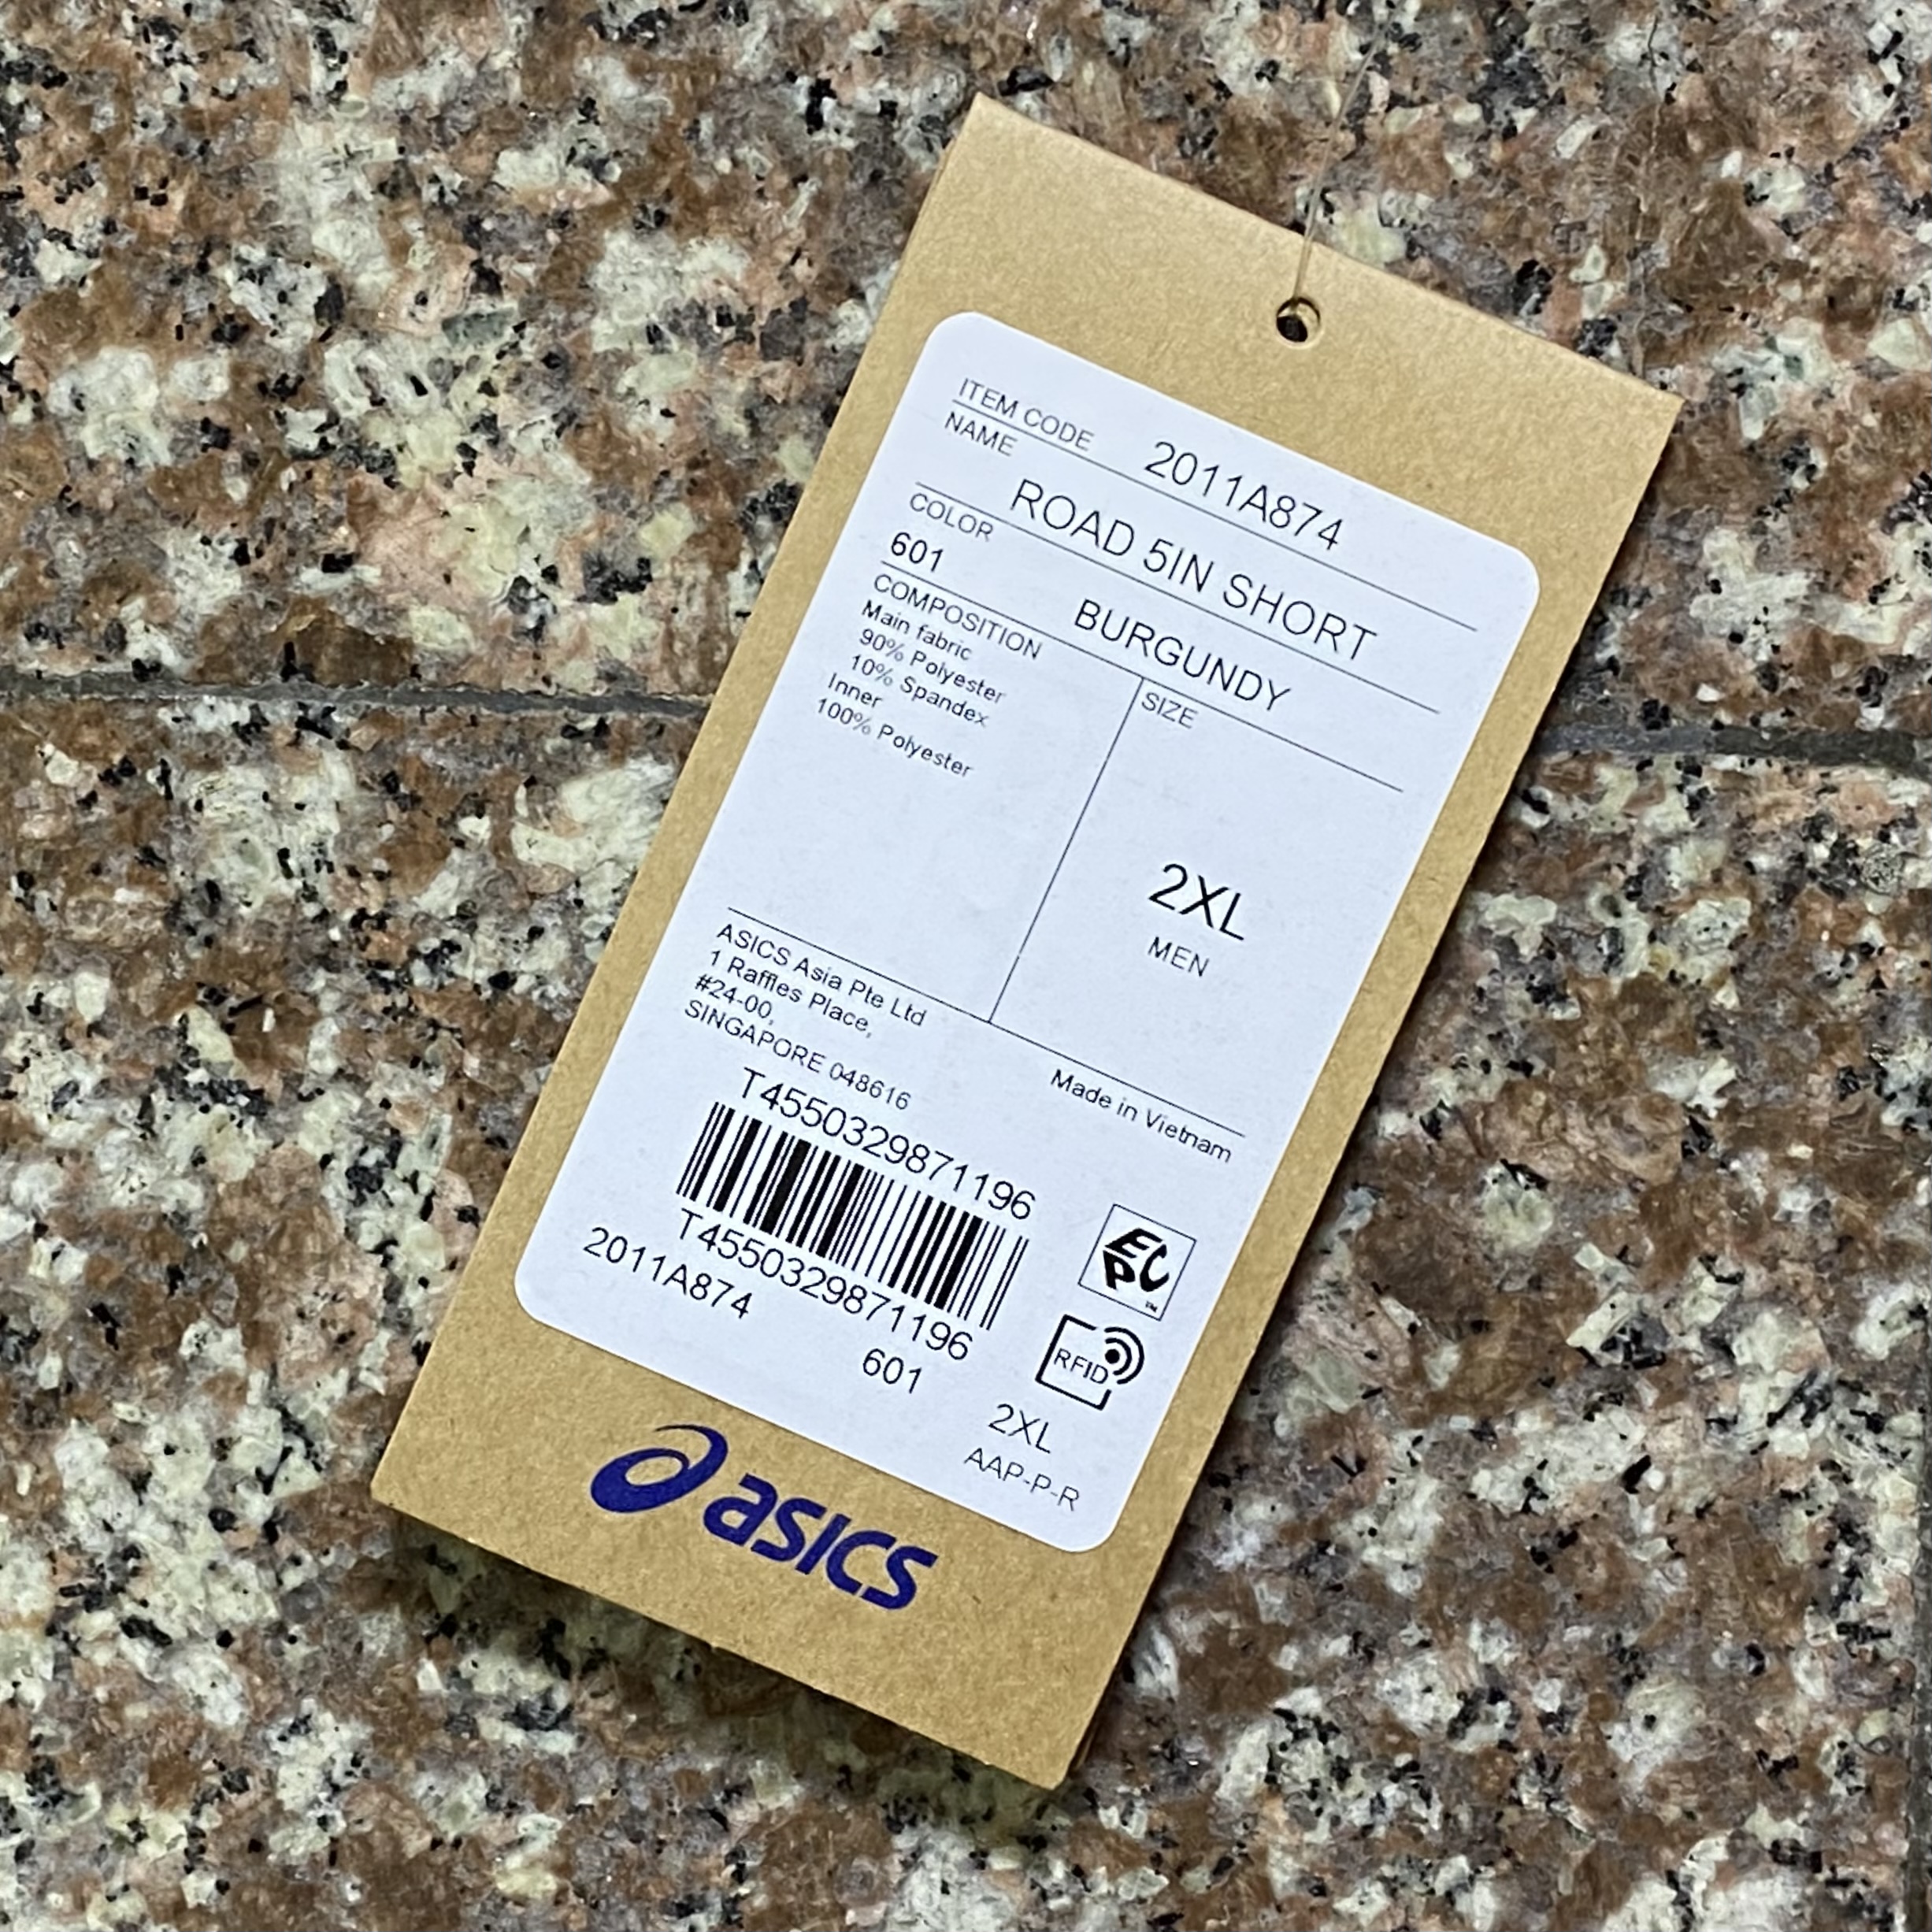 ITEM CODE 2011A874
NAME
ROAD 5IN SHORT
COLOR
601 BURGUNDY
COMPOSITION
Main fabric
90% Polyester
10% Spandex
Inner
100% Polyester
SIZE
2XL
MEN
ASICS Asia Pte Ltd
1 Raffles Place,
#24-00,
SINGAPORE 048616
Made in Vietnam
T4550329871196
T4550329871196
2011A874 601 2XL
AAP-P-R
EPC
TM
RFID
asics